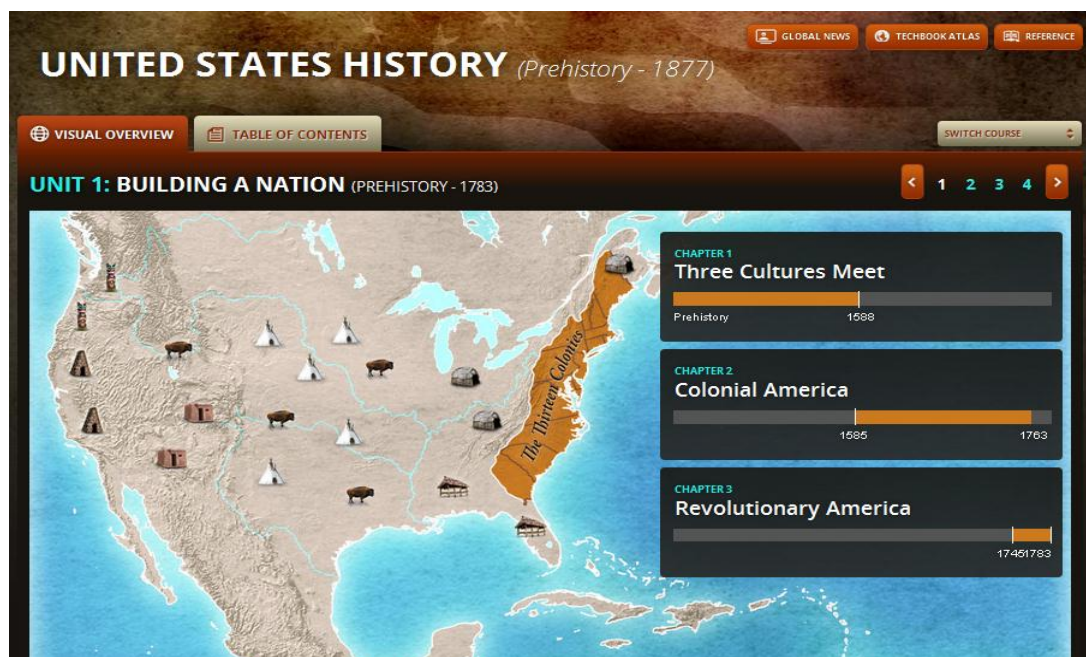 GLOBAL NEWS
TECHBOOK ATLAS
REFERENCE
UNITED STATES HISTORY (Prehistory - 1877)
VISUAL OVERVIEW
TABLE OF CONTENTS
SWITCH COURSE
UNIT 1: BUILDING A NATION (PREHISTORY - 1783)
< 1 2 3 4 >
The Thirteen Colonies
CHAPTER 1
Three Cultures Meet
Prehistory 1588
CHAPTER 2
Colonial America
1585 1763
CHAPTER 3
Revolutionary America
17451783